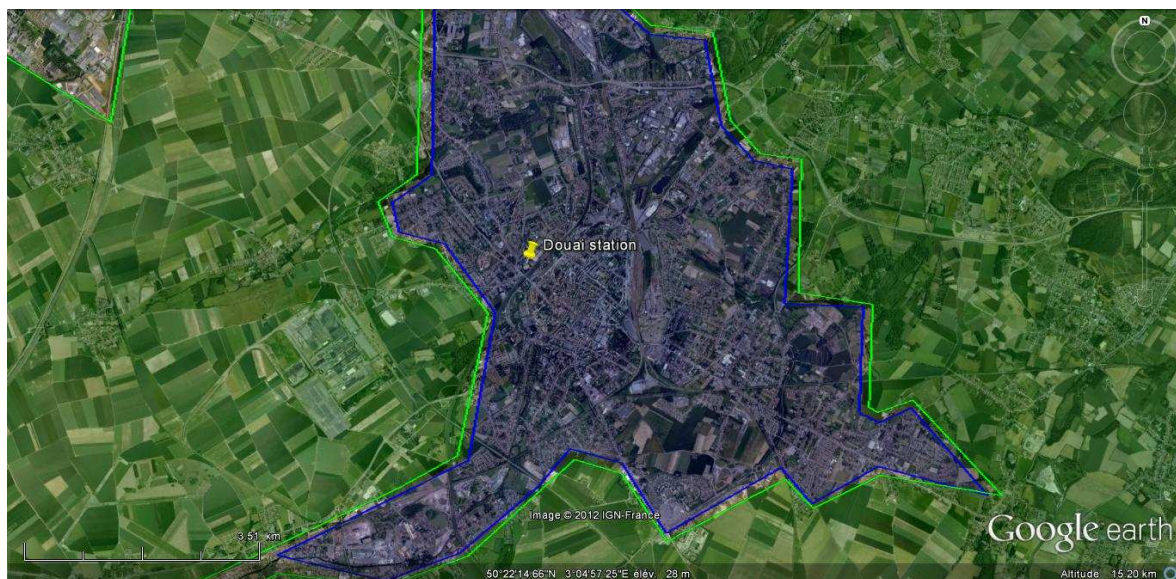 N
Douai station
Image © 2012 IGN-France
3.51 km
Google earth
50°22'14.66"N 3°04'57.25"E élév. 28 m
Altitude 15.20 km